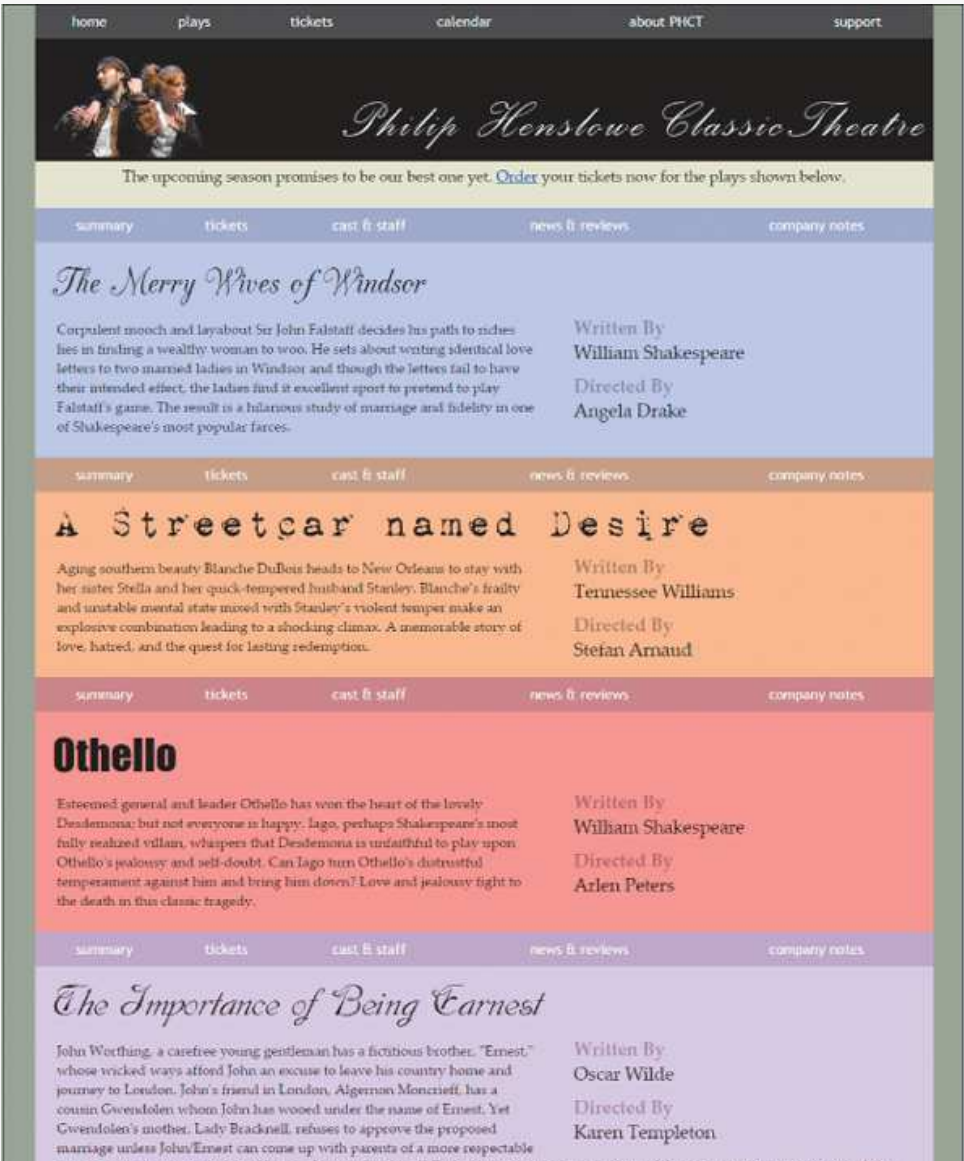 home plays tickets calendar about PHCT support
Philip Henslowe Classic Theatre
The upcoming season promises to be our best one yet. Order your tickets now for the plays shown below.
summary tickets cast & staff news & reviews company notes
The Merry Wives of Windsor
Corpulent mooch and layabout Sir John Falstaff decides his path to riches
lies in finding a wealthy woman to woo. He sets about writing identical love
letters to two married ladies in Windsor and though the letters fail to have
their intended effect, the ladies find it excellent sport to pretend to play
Falstaff's game. The result is a hilarious study of marriage and fidelity in one
of Shakespeare's most popular farces.
Written By
William Shakespeare
Directed By
Angela Drake
summary tickets cast & staff news & reviews company notes
A Streetcar named Desire
Aging southern beauty Blanche DuBois heads to New Orleans to stay with
her sister Stella and her quick-tempered husband Stanley. Blanche's frailty
and unstable mental state mixed with Stanley's violent temper make an
explosive combination leading to a shocking climax. A memorable story of
love, hatred, and the quest for lasting redemption.
Written By
Tennessee Williams
Directed By
Stefan Arnaud
summary tickets cast & staff news & reviews company notes
Othello
Esteemed general and leader Othello has won the heart of the lovely
Desdemona; but not everyone is happy. Iago, perhaps Shakespeare's most
fully realized villain, whispers that Desdemona is unfaithful to play upon
Othello's jealousy and self-doubt. Can Iago turn Othello's distrustful
temperament against him and bring him down? Love and jealousy fight to
the death in this classic tragedy.
Written By
William Shakespeare
Directed By
Arlen Peters
summary tickets cast & staff news & reviews company notes
The Importance of Being Earnest
John Worthing, a carefree young gentleman has a fictitious brother, "Ernest,"
whose wicked ways afford John an excuse to leave his country home and
journey to London. John's friend in London, Algernon Moncrieff, has a
cousin Gwendolen whom John has wooed under the name of Ernest. Yet
Gwendolen's mother, Lady Bracknell, refuses to approve the proposed
marriage unless John/Ernest can come up with parents of a more respectable
Written By
Oscar Wilde
Directed By
Karen Templeton